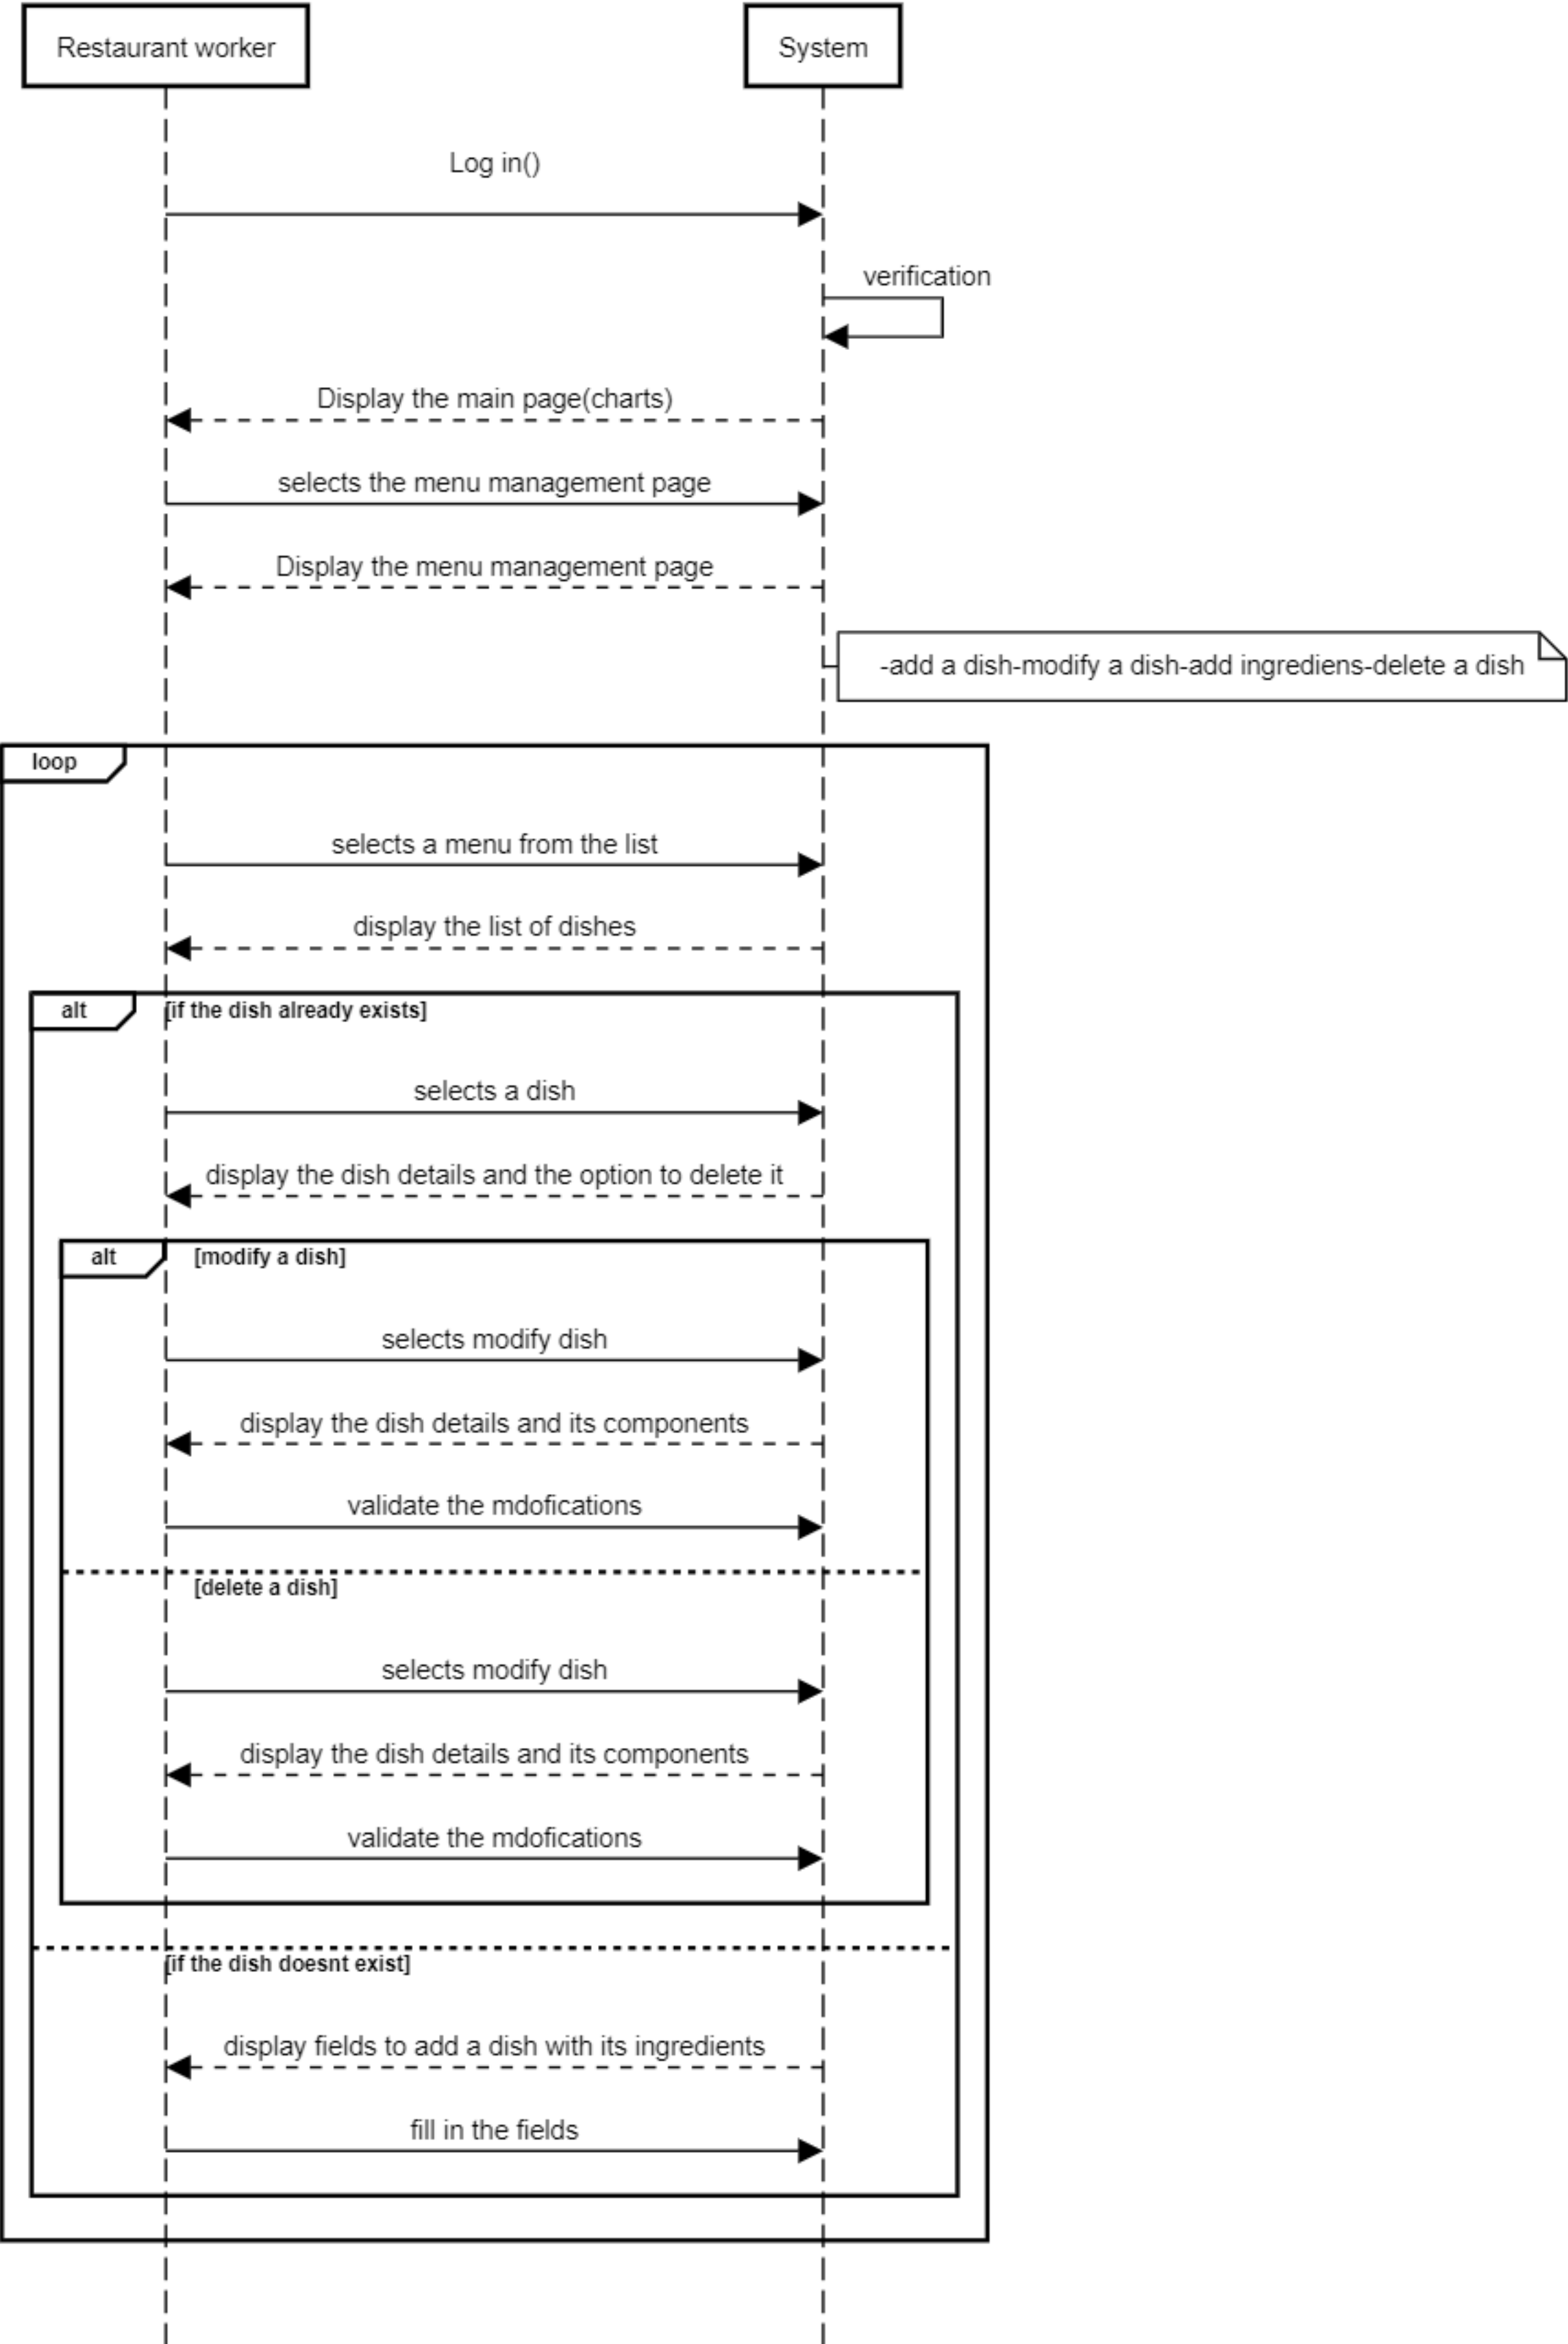 Restaurant worker
System
Log in()
verification
Display the main page(charts)
selects the menu management page
Display the menu management page
-add a dish-modify a dish-add ingrediens-delete a dish
loop
selects a menu from the list
display the list of dishes
alt
[if the dish already exists]
selects a dish
display the dish details and the option to delete it
alt
[modify a dish]
selects modify dish
display the dish details and its components
validate the mdofications
[delete a dish]
selects modify dish
display the dish details and its components
validate the mdofications
[if the dish doesnt exist]
display fields to add a dish with its ingredients
fill in the fields